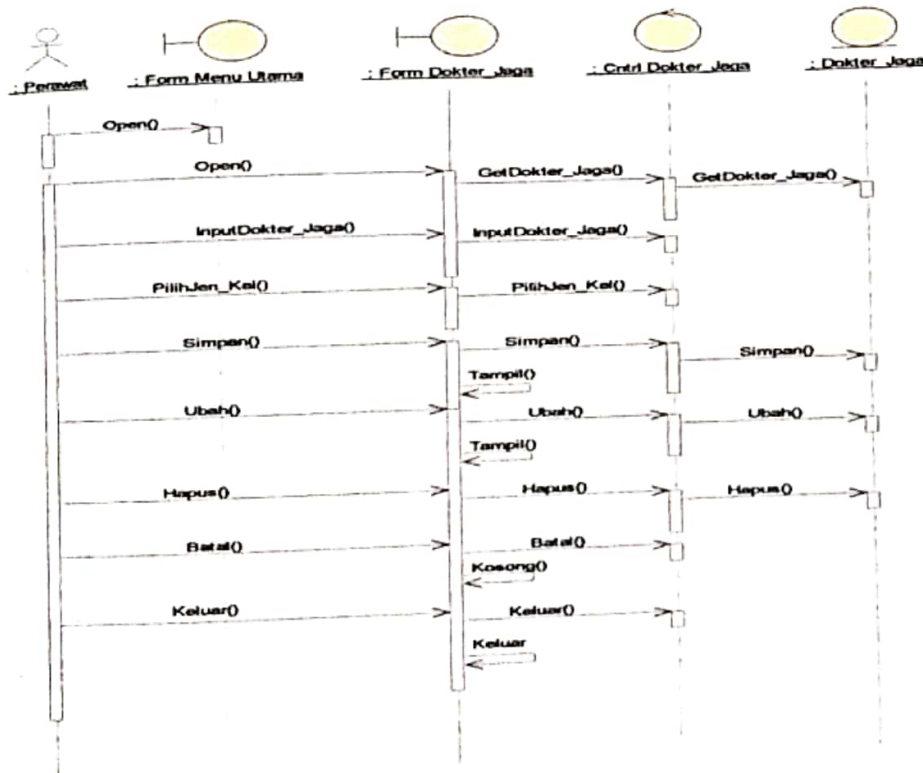 : Perawat
: Form Menu Utama
: Form Dokter_Jaga
: Cntrl Dokter_Jaga
: Dokter_Jaga
Open()
Open()
GetDokter_Jaga()
GetDokter_Jaga()
InputDokter_Jaga()
InputDokter_Jaga()
PilihJen_Kel()
PilihJen_Kel()
Simpan()
Simpan()
Simpan()
Tampil()
Ubah()
Ubah()
Ubah()
Tampil()
Hapus()
Hapus()
Hapus()
Batal()
Batal()
Kosong()
Keluar()
Keluar()
Keluar